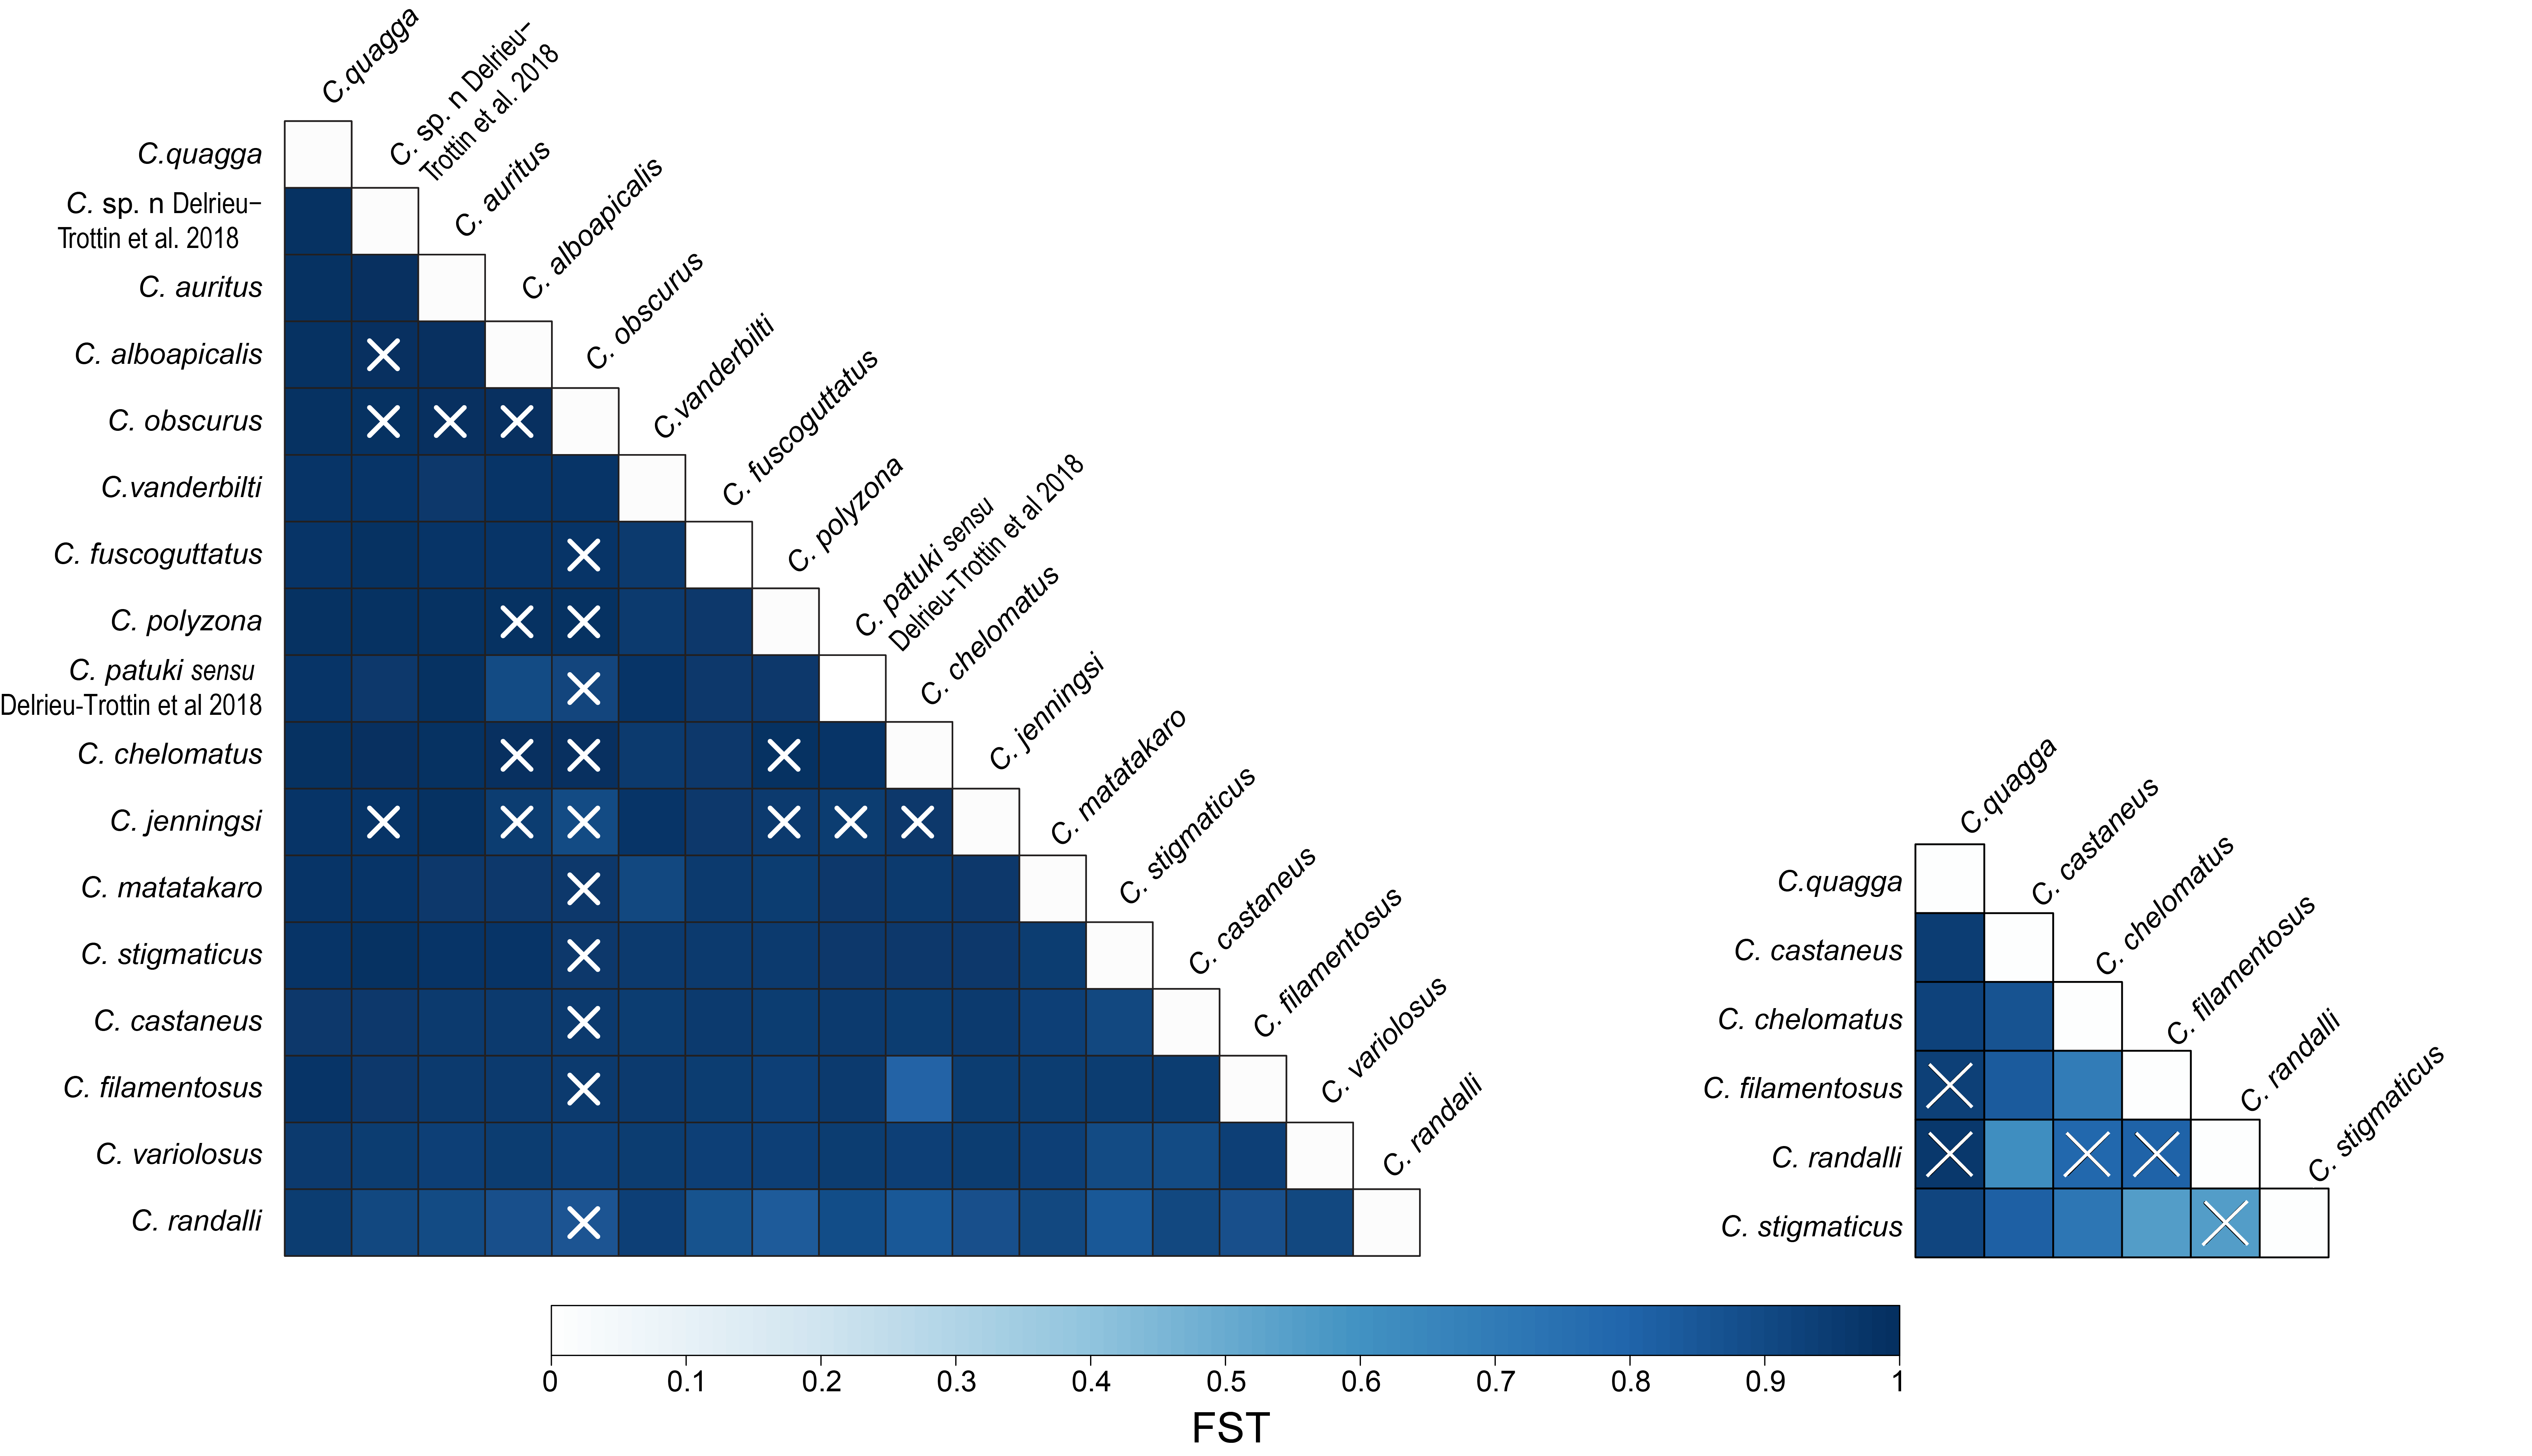 C.quagga
C. sp. n Delrieu–
Trottin et al. 2018
C. auritus
C. alboapicalis
C. obscurus
C.vanderbilti
C. fuscoguttatus
C. polyzona
C. patuki sensu
Delrieu-Trottin et al 2018
C. chelomatus
C. jenningsi
C. matatakaro
C. stigmaticus
C. castaneus
C. filamentosus
C. variolosus
C. randalli
C.quagga
C. sp. n Delrieu–
Trottin et al. 2018
C. auritus
C. alboapicalis
C. obscurus
C.vanderbilti
C. fuscoguttatus
C. polyzona
C. patuki sensu
Delrieu-Trottin et al 2018
C. chelomatus
C. jenningsi
C. matatakaro
C. stigmaticus
C. castaneus
C. filamentosus
C. variolosus
C. randalli
C.quagga
C. castaneus
C. chelomatus
C. filamentosus
C. randalli
C. stigmaticus
C.quagga
C. castaneus
C. chelomatus
C. filamentosus
C. randalli
C. stigmaticus
0 0.1 0.2 0.3 0.4 0.5 0.6 0.7 0.8 0.9 1
FST